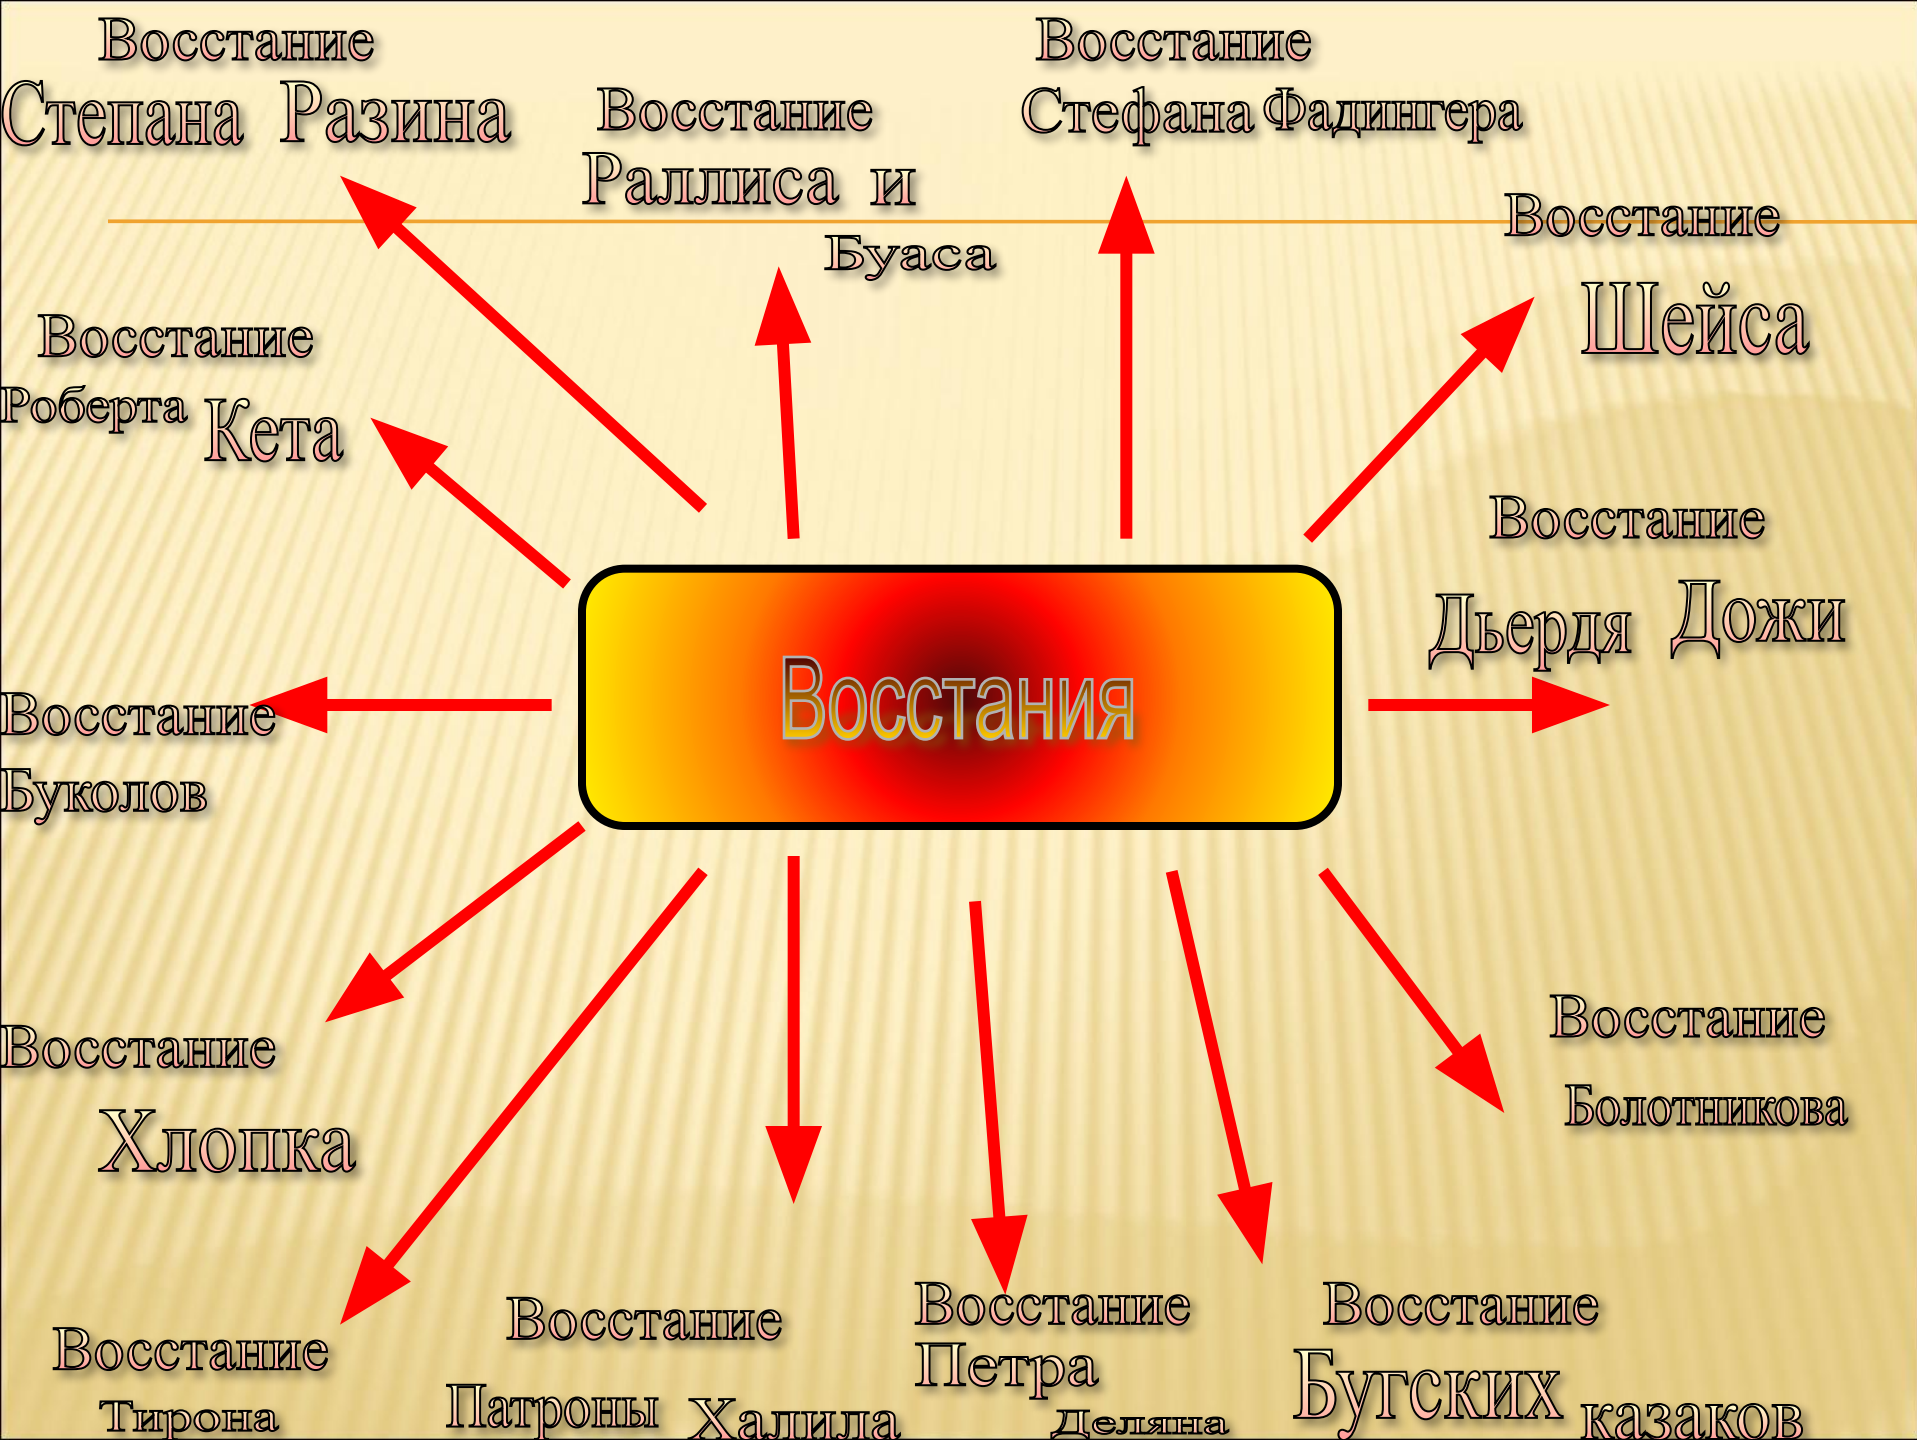 Восстание
Степана Разина
Восстание
Раллиса и
Буаса
Восстание
Стефана Фадингера
Восстание
Шейса
Восстание
Роберта Кета
Восстание
Дьердя Дожи
Восстания
Восстание
Буколов
Восстание
Хлопка
Восстание
Болотникова
Восстание
Тирона
Восстание
Патроны Халила
Восстание
Петра
Деляна
Восстание
Бугских казаков